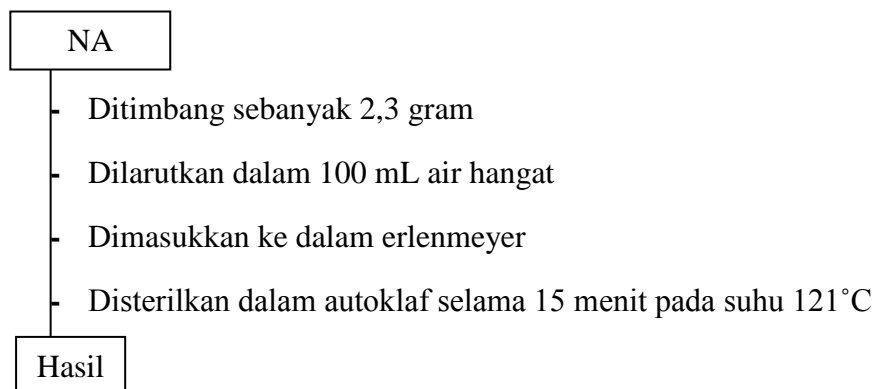 NA
- Ditimbang sebanyak 2,3 gram
- Dilarutkan dalam 100 mL air hangat
- Dimasukkan ke dalam erlenmeyer
- Disterilkan dalam autoklaf selama 15 menit pada suhu 121˚C
Hasil